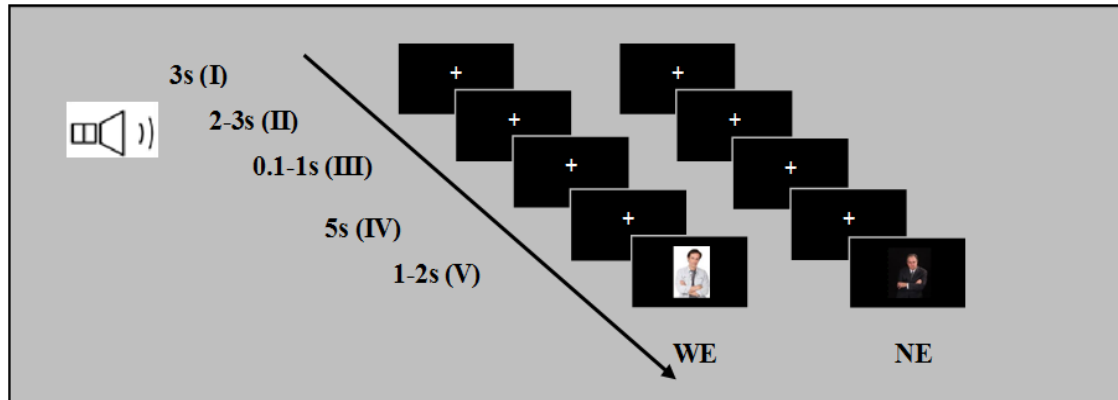 3s (I)
2-3s (II)
0.1-1s (III)
5s (IV)
1-2s (V)
WE
NE